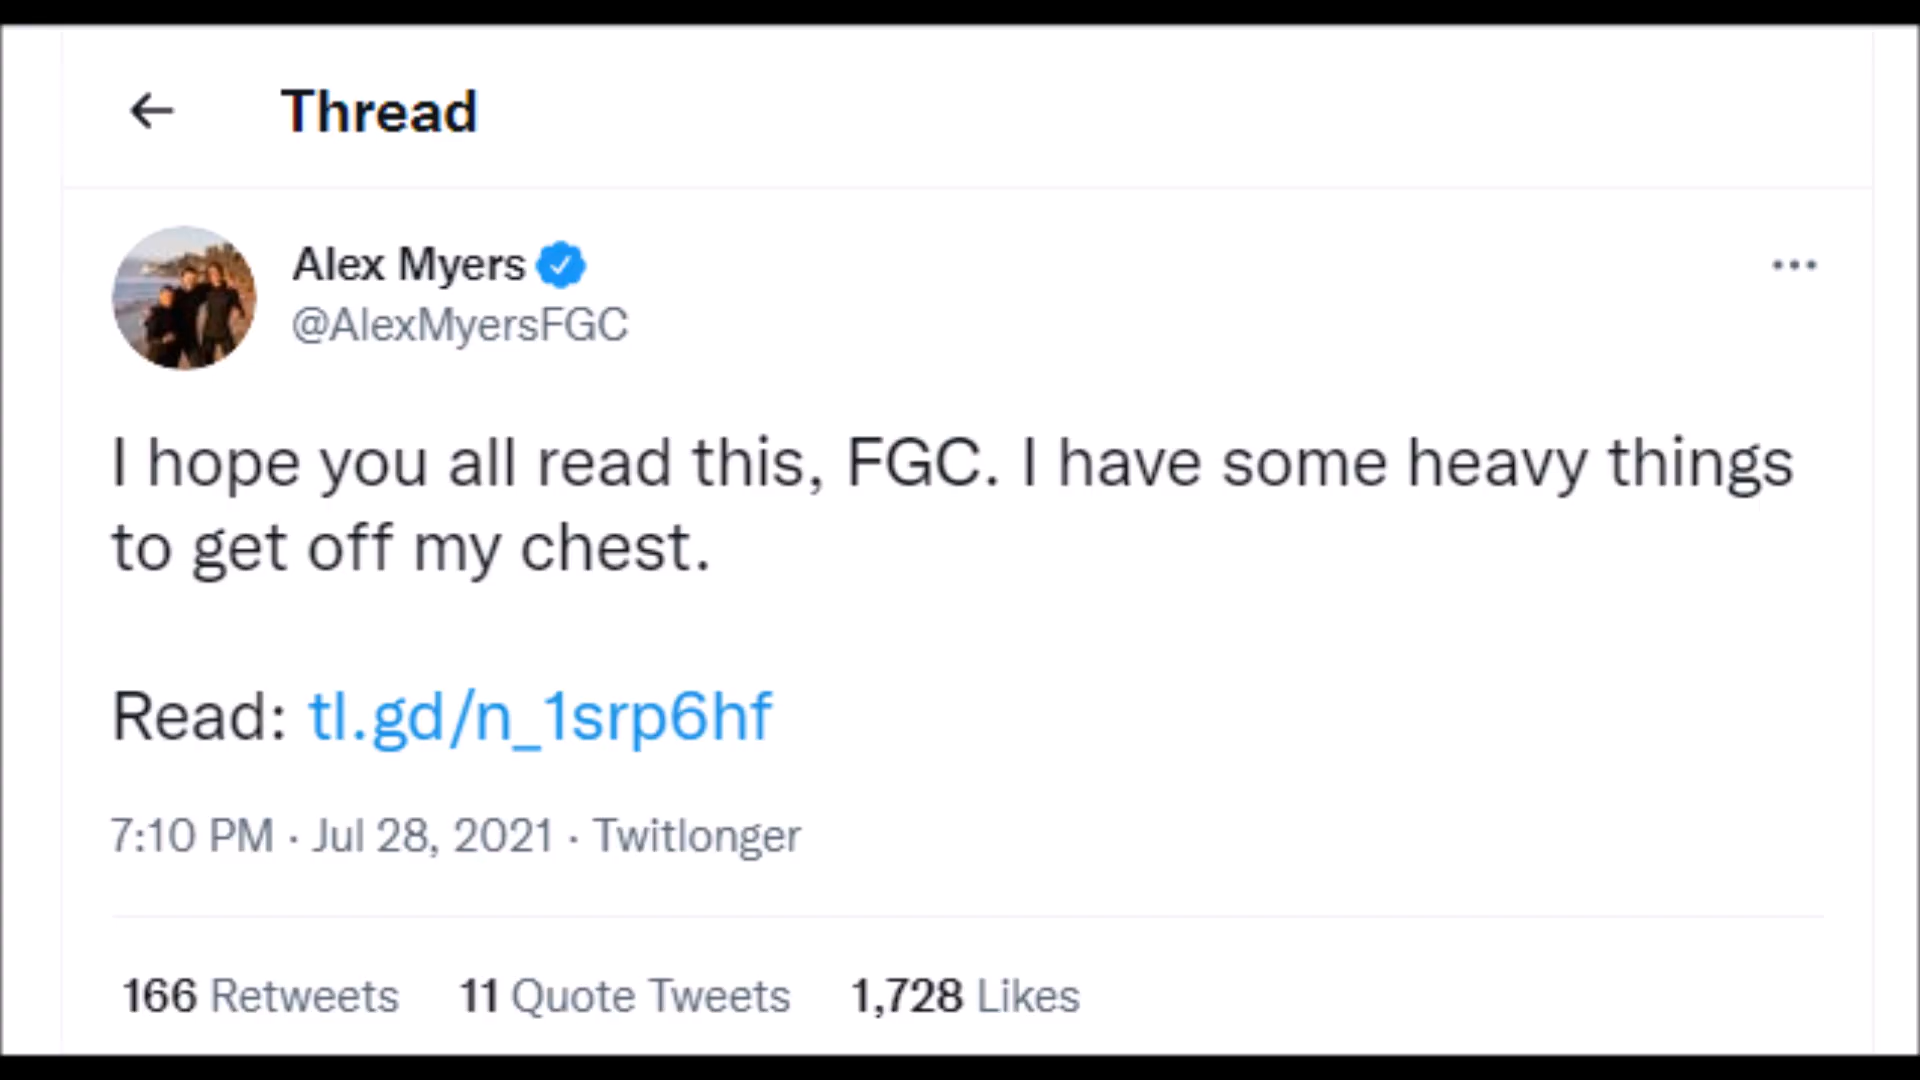 Thread
Alex Myers
@AlexMyersFGC
I hope you all read this, FGC. I have some heavy things
to get off my chest.
Read: tl.gd/n_1srp6hf
7:10 PM · Jul 28, 2021 · Twitlonger
166 Retweets 11 Quote Tweets 1,728 Likes